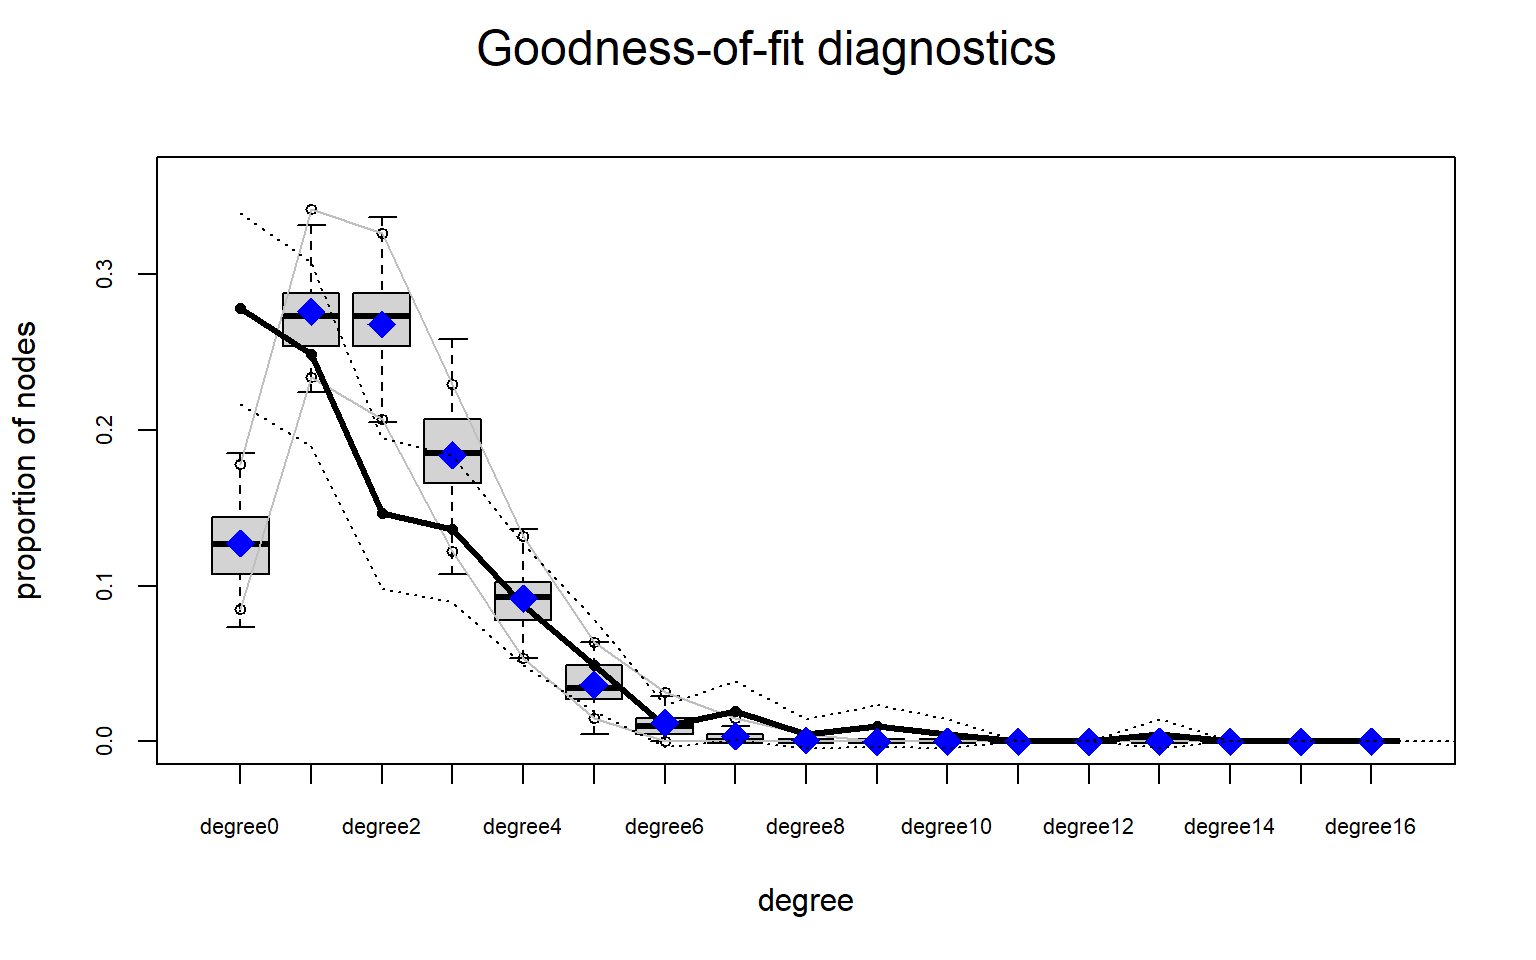 Goodness-of-fit diagnostics
proportion of nodes
0.3
0.2
0.1
0.0
degree0 degree2 degree4 degree6 degree8 degree10 degree12 degree14 degree16
degree